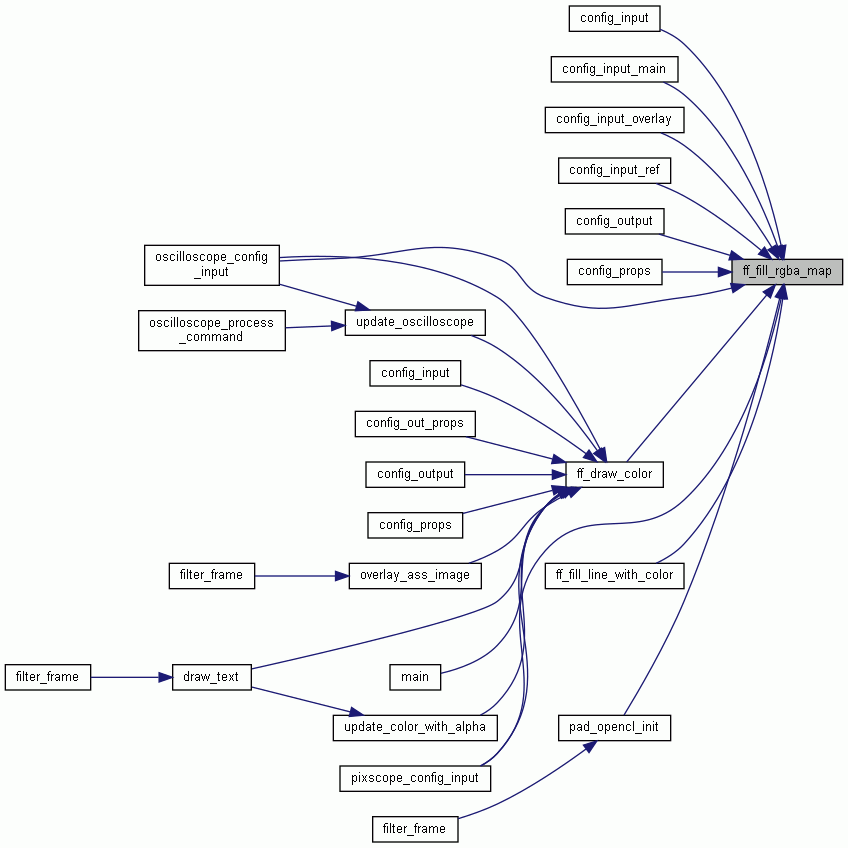 config_input
config_input_main
config_input_overlay
config_input_ref
config_output
oscilloscope_config
_input
config_props
ff_fill_rgba_map
oscilloscope_process
_command
update_oscilloscope
config_input
config_out_props
config_output
ff_draw_color
config_props
filter_frame
overlay_ass_image
ff_fill_line_with_color
filter_frame
draw_text
main
update_color_with_alpha
pad_opencl_init
pixscope_config_input
filter_frame